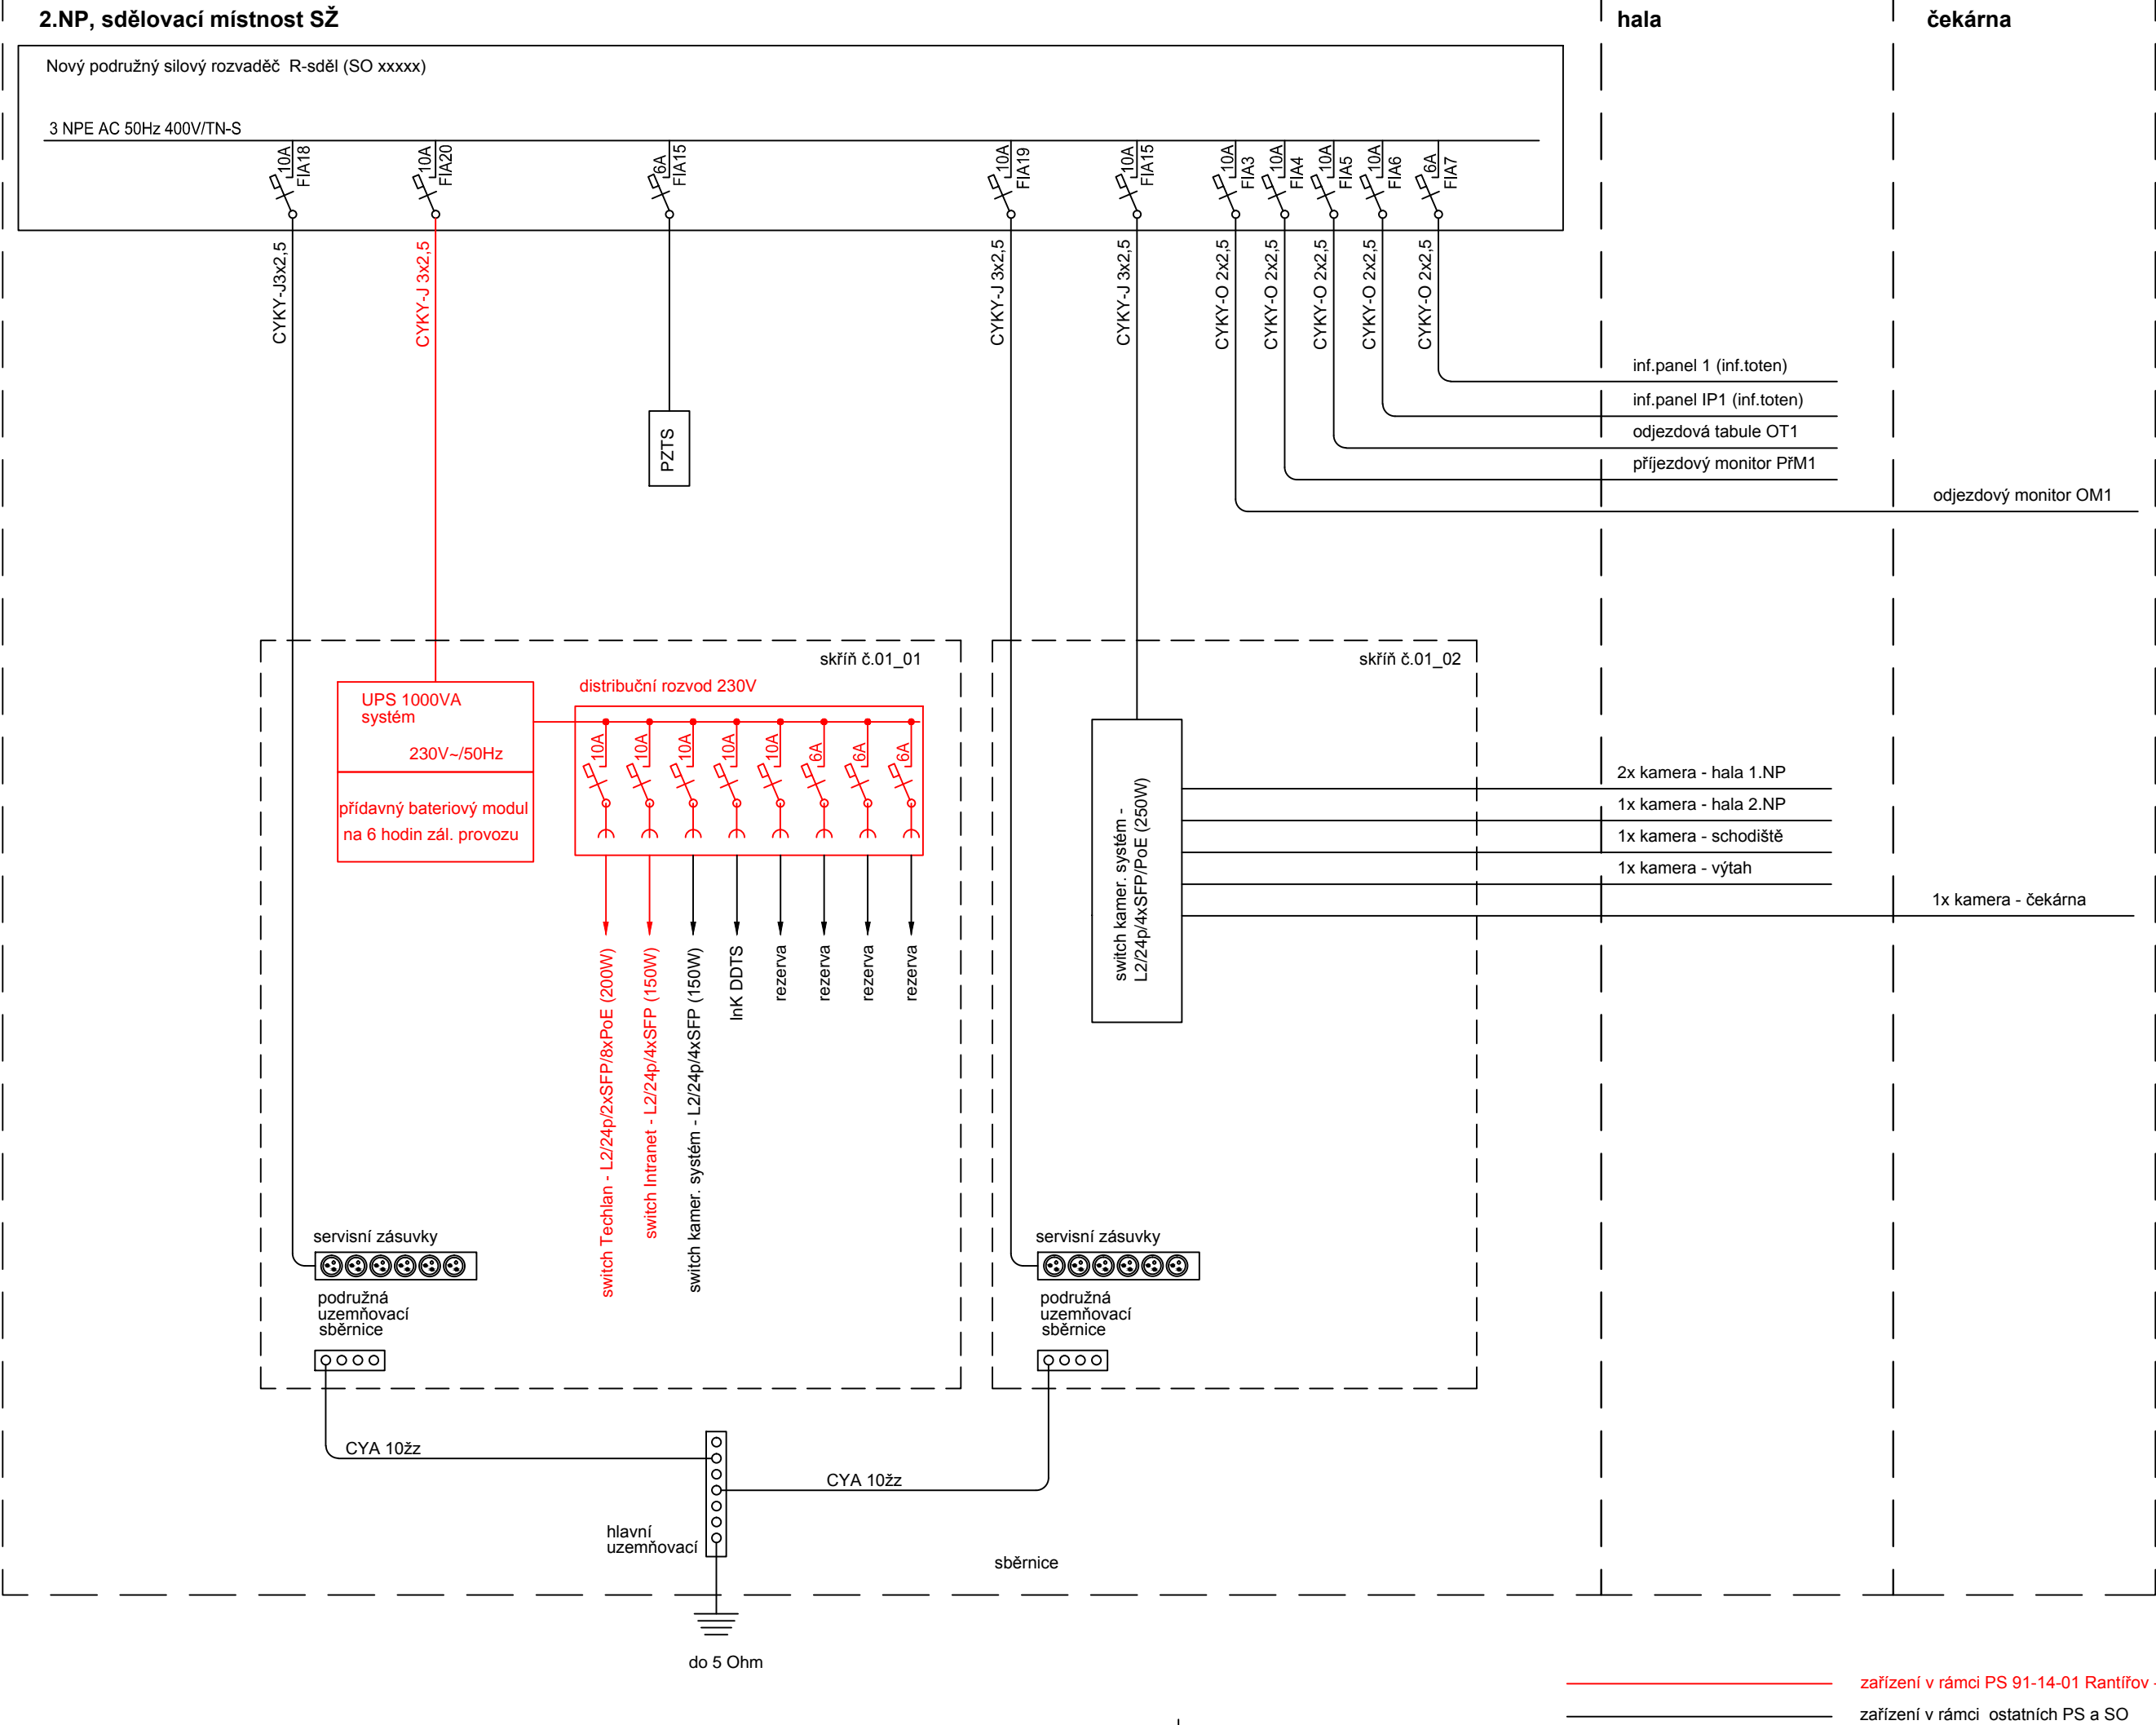 2.NP, sdělovací místnost SŽ
hala
čekárna
Nový podružný silový rozvaděč  R-sděl (SO xxxxx)
3 NPE AC 50Hz 400V/TN-S
10A
FIA18
10A
FIA20
6A
FIA15
10A
FIA19
10A
FIA15
10A
FIA3
10A
FIA4
10A
FIA5
10A
FIA6
6A
FIA7
CYKY-J3x2,5
CYKY-J 3x2,5
CYKY-J 3x2,5
CYKY-J 3x2,5
CYKY-O 2x2,5
CYKY-O 2x2,5
CYKY-O 2x2,5
CYKY-O 2x2,5
CYKY-O 2x2,5
inf.panel 1 (inf.toten)
inf.panel IP1 (inf.toten)
odjezdová tabule OT1
příjezdový monitor PřM1
odjezdový monitor OM1
PZTS
skříň č.01_01
skříň č.01_02
UPS 1000VA
systém
230V~/50Hz
přídavný bateriový modul
na 6 hodin zál. provozu
distribuční rozvod 230V
10A
10A
10A
10A
10A
6A
6A
6A
switch Techlan - L2/24p/2xSFP/8xPoE (200W)
switch Intranet - L2/24p/4xSFP (150W)
switch kamer. systém - L2/24p/4xSFP (150W)
InK DDTS
rezerva
rezerva
rezerva
rezerva
switch kamer. systém -
L2/24p/4xSFP/PoE (250W)
2x kamera - hala 1.NP
1x kamera - hala 2.NP
1x kamera - schodiště
1x kamera - výtah
1x kamera - čekárna
servisní zásuvky
podružná
uzemňovací
sběrnice
servisní zásuvky
podružná
uzemňovací
sběrnice
CYA 10žz
CYA 10žz
hlavní
uzemňovací
sběrnice
do 5 Ohm
zařízení v rámci PS 91-14-01 Rantířov -
zařízení v rámci  ostatních PS a SO